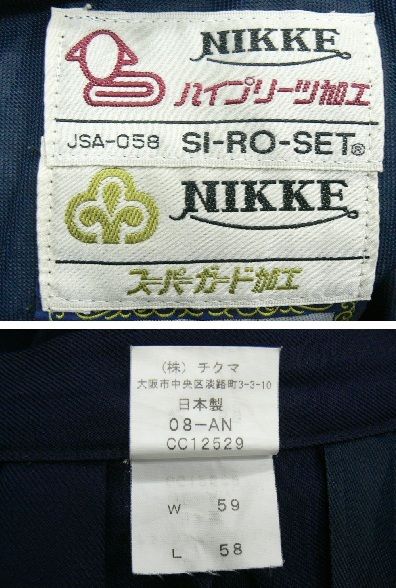 NIKKE
ハイプリーツ加工
JSA-058 SI-RO-SET®
NIKKE
スーパーガード加工
(株) チクマ
大阪市中央区淡路町3-3-10
日本製
08-AN
CC12529
W 59
L 58